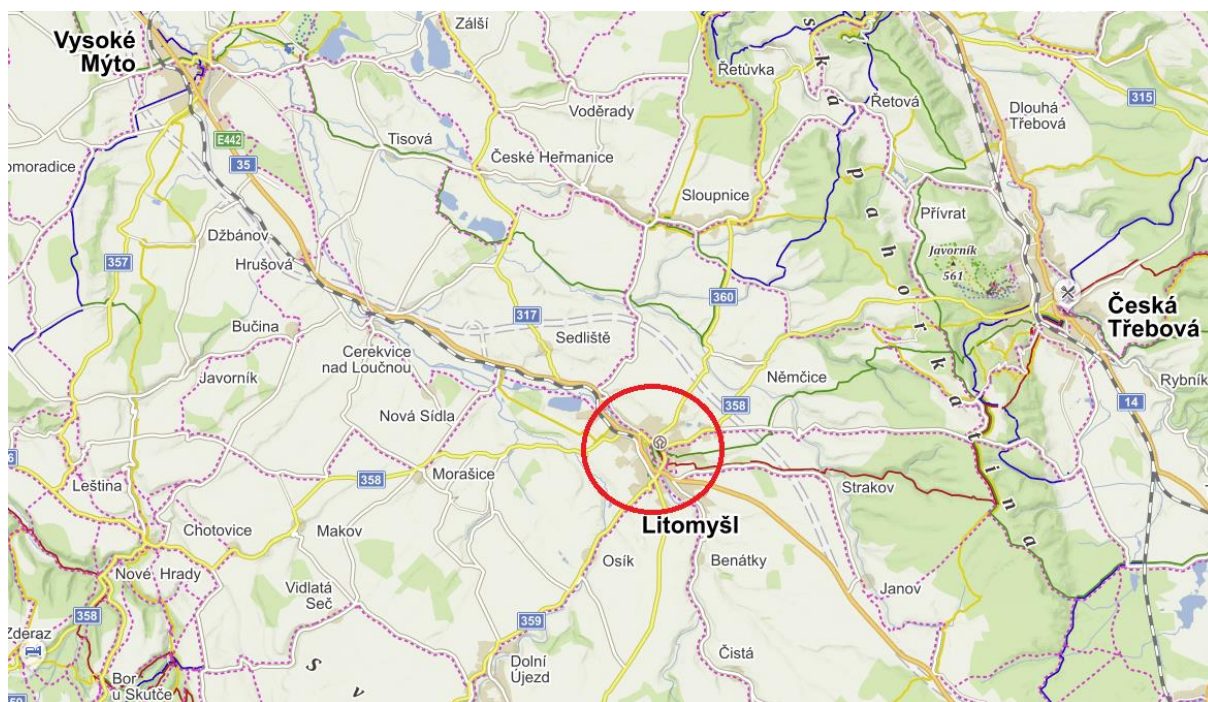 Vysoké
Mýto
Zálší
Řetůvka
Řetová
Dlouhá
Třebová
315
Voděrady
E442
35
Tisová
České Heřmanice
omoradice
Sloupnice
Přívrat
Džbánov
Hrušová
357
Javorník
561
360
Česká
Třebová
317
Bučina
Sedliště
Cerekvice
nad Loučnou
Javorník
Němčice
Rybník
Nová Sídla
358
14
Morašice
358
Leština
Strakov
Chotovice
Makov
Litomyšl
Osík
Benátky
Nové Hrady
Vidlatá
Seč
Janov
358
359
Zderaz
Čistá
Dolní
Újezd
Bor
u Skutče
S v
s k á p a h o r k a t i n a